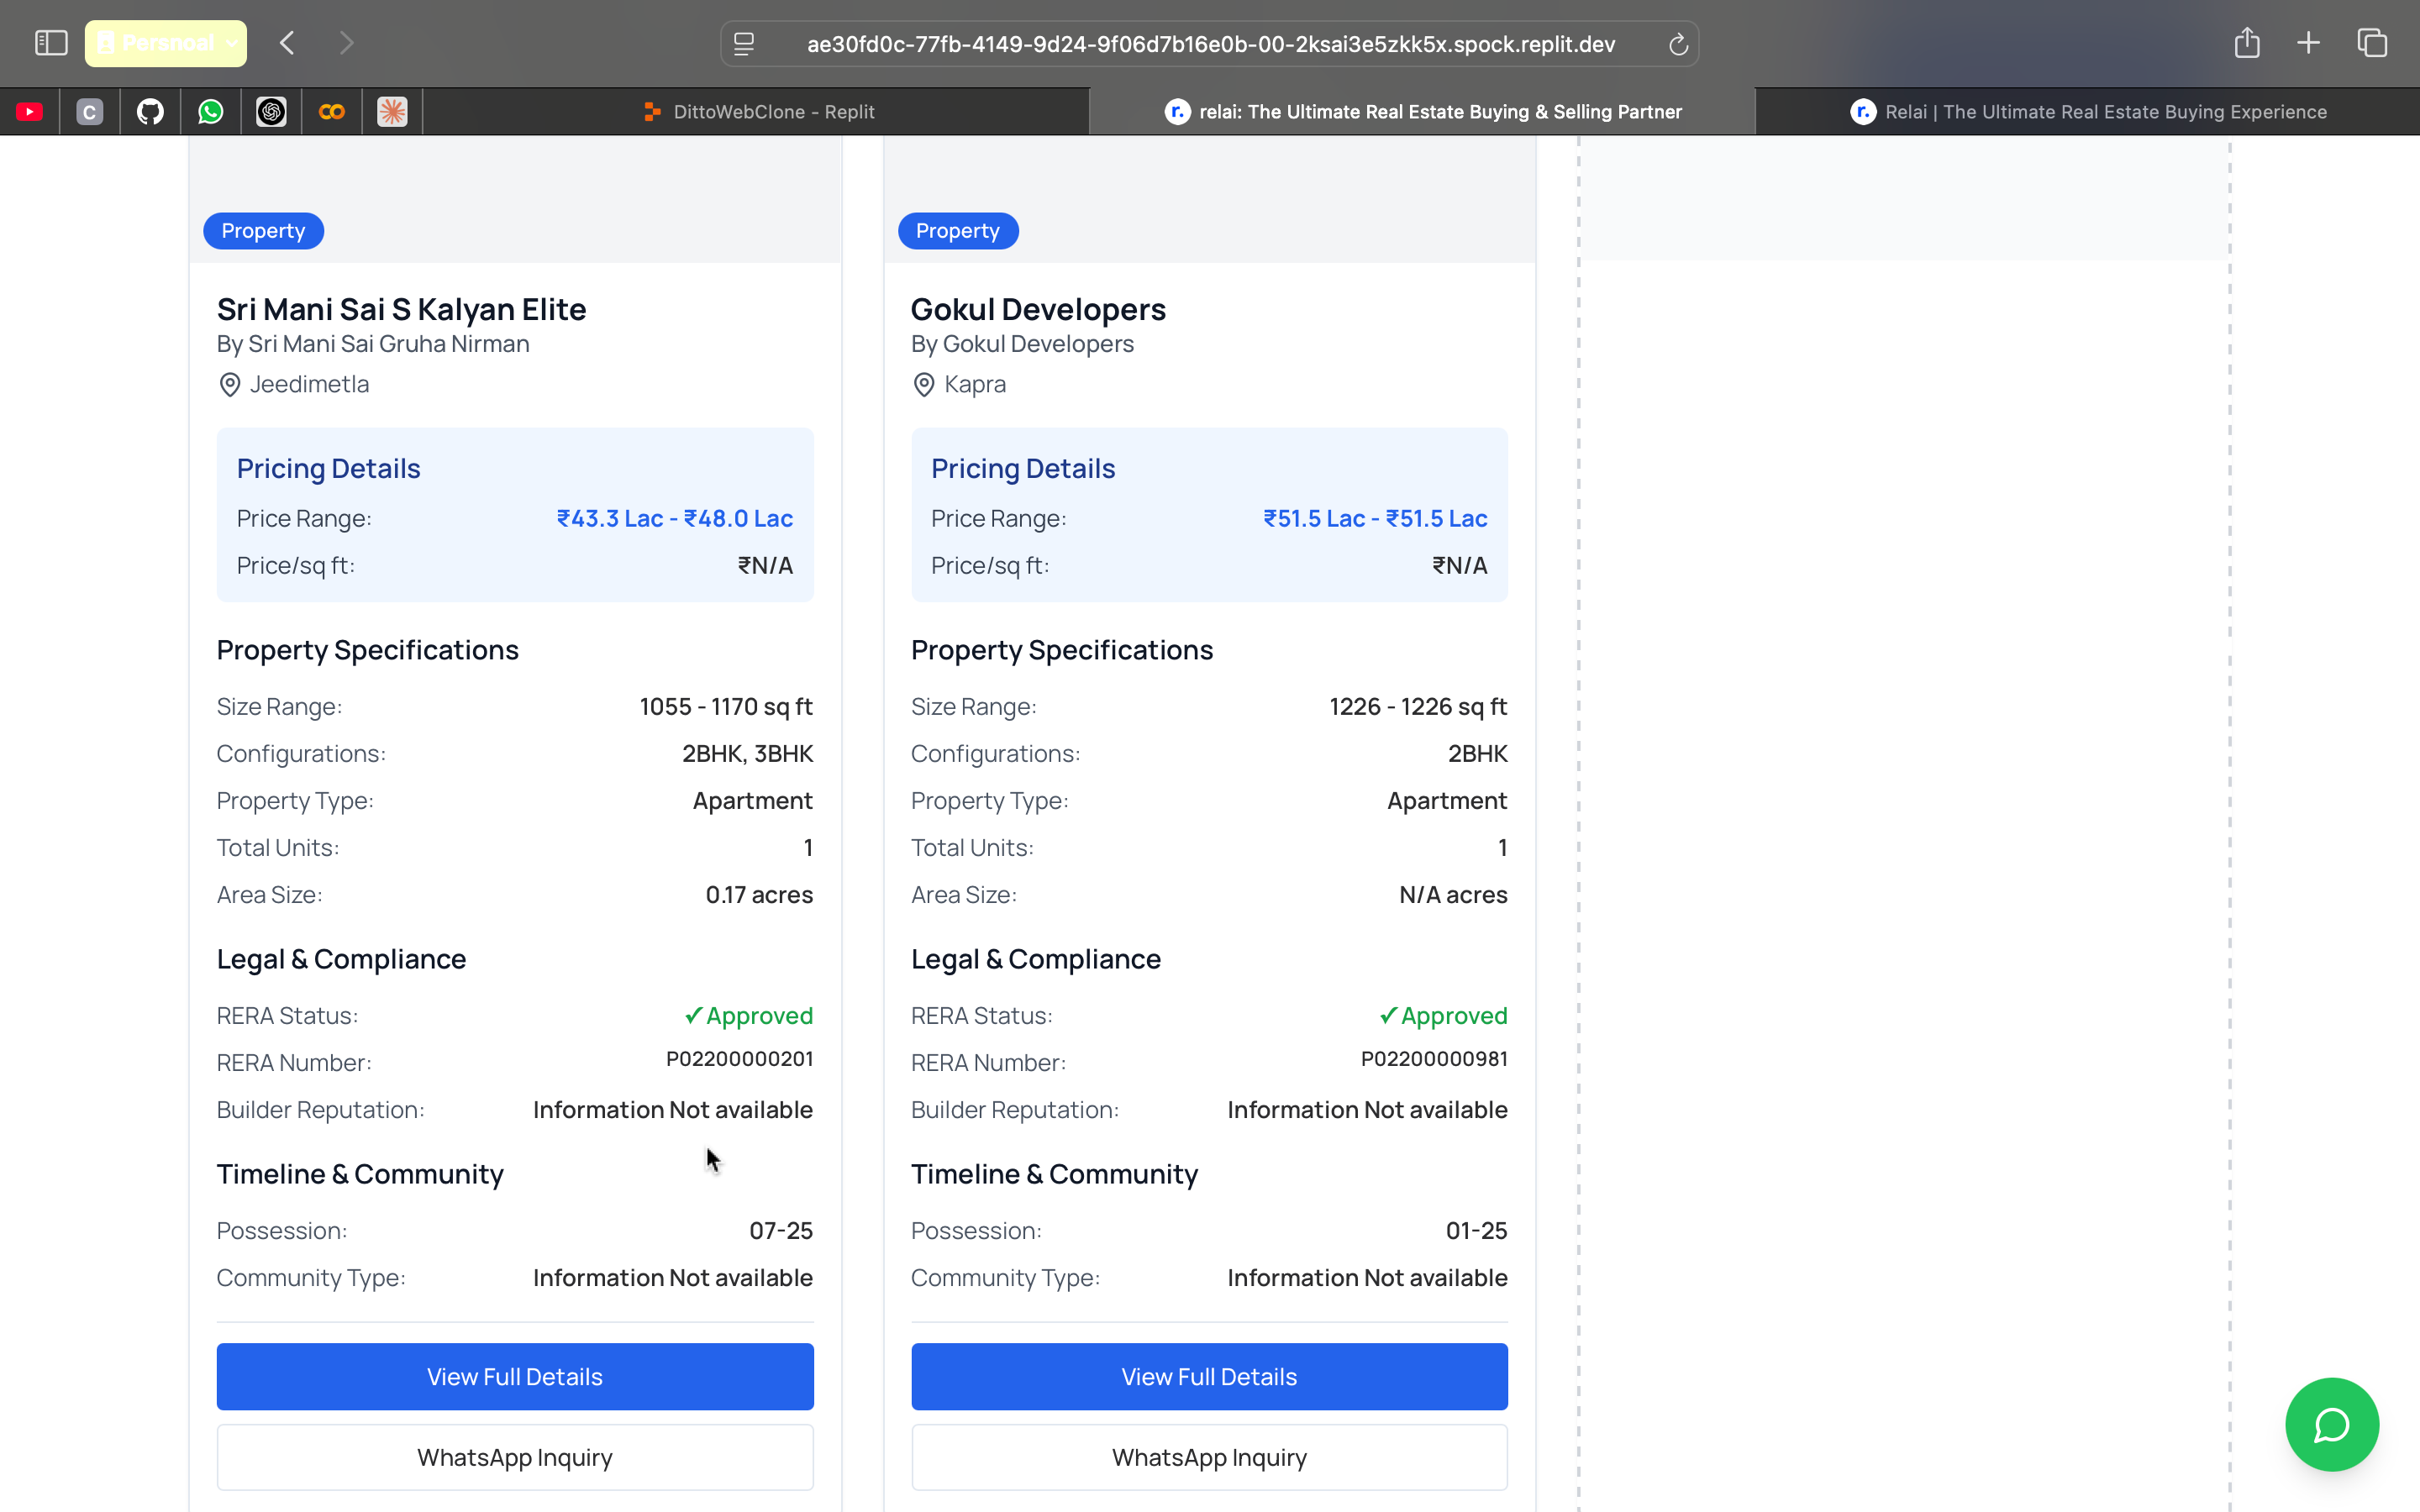 Persnoal
ae30fd0c-77fb-4149-9d24-9f06d7b16e0b-00-2ksai3e5zkk5x.spock.replit.dev
C
DittoWebClone - Replit
r.
relai: The Ultimate Real Estate Buying & Selling Partner
r.
Relai | The Ultimate Real Estate Buying Experience
Property
Sri Mani Sai S Kalyan Elite
By Sri Mani Sai Gruha Nirman
Jeedimetla
Pricing Details
Price Range: ₹43.3 Lac - ₹48.0 Lac
Price/sq ft: ₹N/A
Property Specifications
Size Range: 1055 - 1170 sq ft
Configurations: 2BHK, 3BHK
Property Type: Apartment
Total Units: 1
Area Size: 0.17 acres
Legal & Compliance
RERA Status: ✓ Approved
RERA Number: P02200000201
Builder Reputation: Information Not available
Timeline & Community
Possession: 07-25
Community Type: Information Not available
View Full Details
WhatsApp Inquiry
Property
Gokul Developers
By Gokul Developers
Kapra
Pricing Details
Price Range: ₹51.5 Lac - ₹51.5 Lac
Price/sq ft: ₹N/A
Property Specifications
Size Range: 1226 - 1226 sq ft
Configurations: 2BHK
Property Type: Apartment
Total Units: 1
Area Size: N/A acres
Legal & Compliance
RERA Status: ✓ Approved
RERA Number: P02200000981
Builder Reputation: Information Not available
Timeline & Community
Possession: 01-25
Community Type: Information Not available
View Full Details
WhatsApp Inquiry